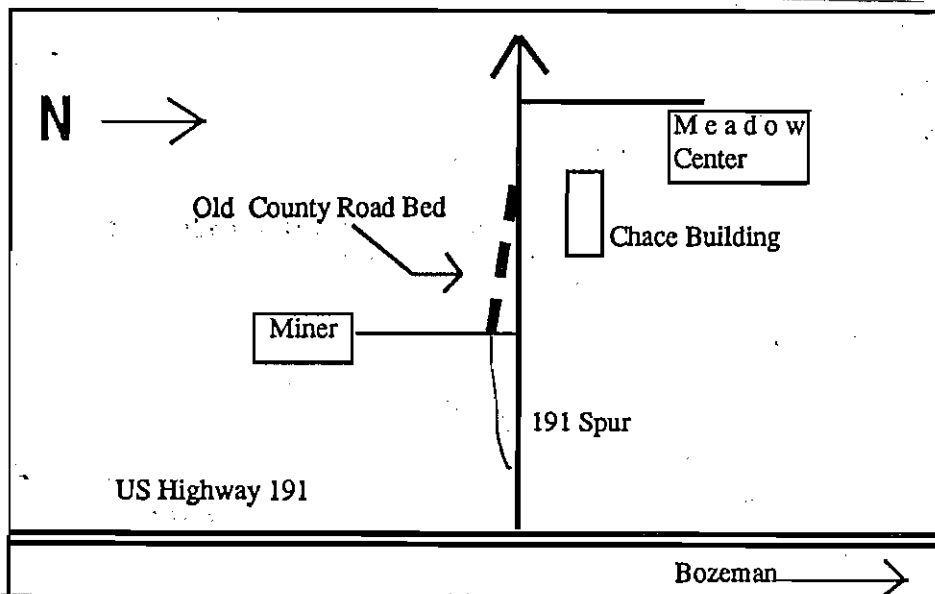 N
Meadow
Center
Old County Road Bed
Chace Building
Miner
191 Spur
US Highway 191
Bozeman